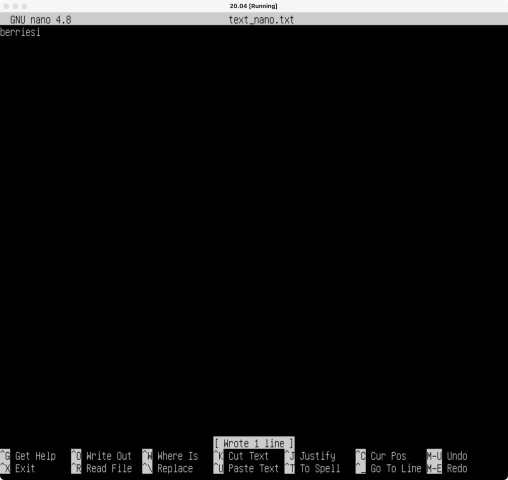 20.04 [Running]
GNU nano 4.8 text_nano.txt
berriesi
[ Wrote 1 line ]
^G Get Help ^O Write Out ^W Where Is ^K Cut Text ^J Justify ^C Cur Pos M-U Undo
^X Exit ^R Read File ^\ Replace ^U Paste Text ^T To Spell ^_ Go To Line M-E Redo